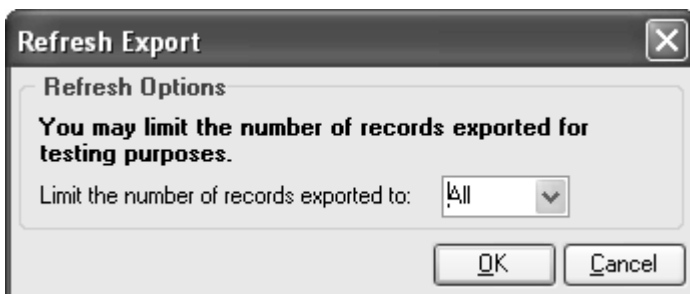 Refresh Export
Refresh Options
You may limit the number of records exported for
testing purposes.
Limit the number of records exported to: All
OK Cancel